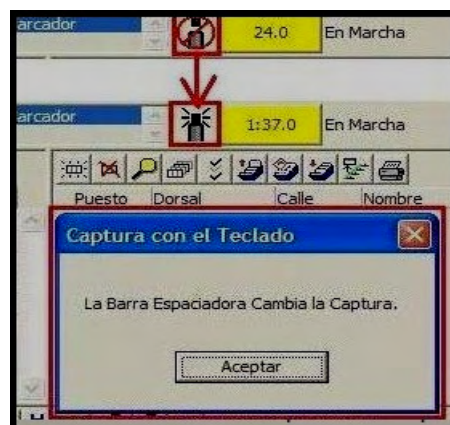 arcador 24.0 En Marcha
arcador 1:37.0 En Marcha
Puesto Dorsal Calle Nombre
Captura con el Teclado
La Barra Espaciadora Cambia la Captura.
Aceptar